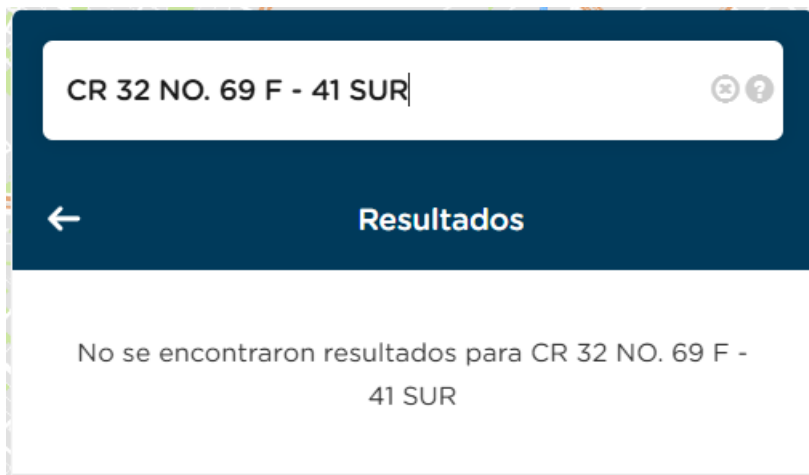 CR 32 NO. 69 F - 41 SUR
Resultados
No se encontraron resultados para CR 32 NO. 69 F -
41 SUR